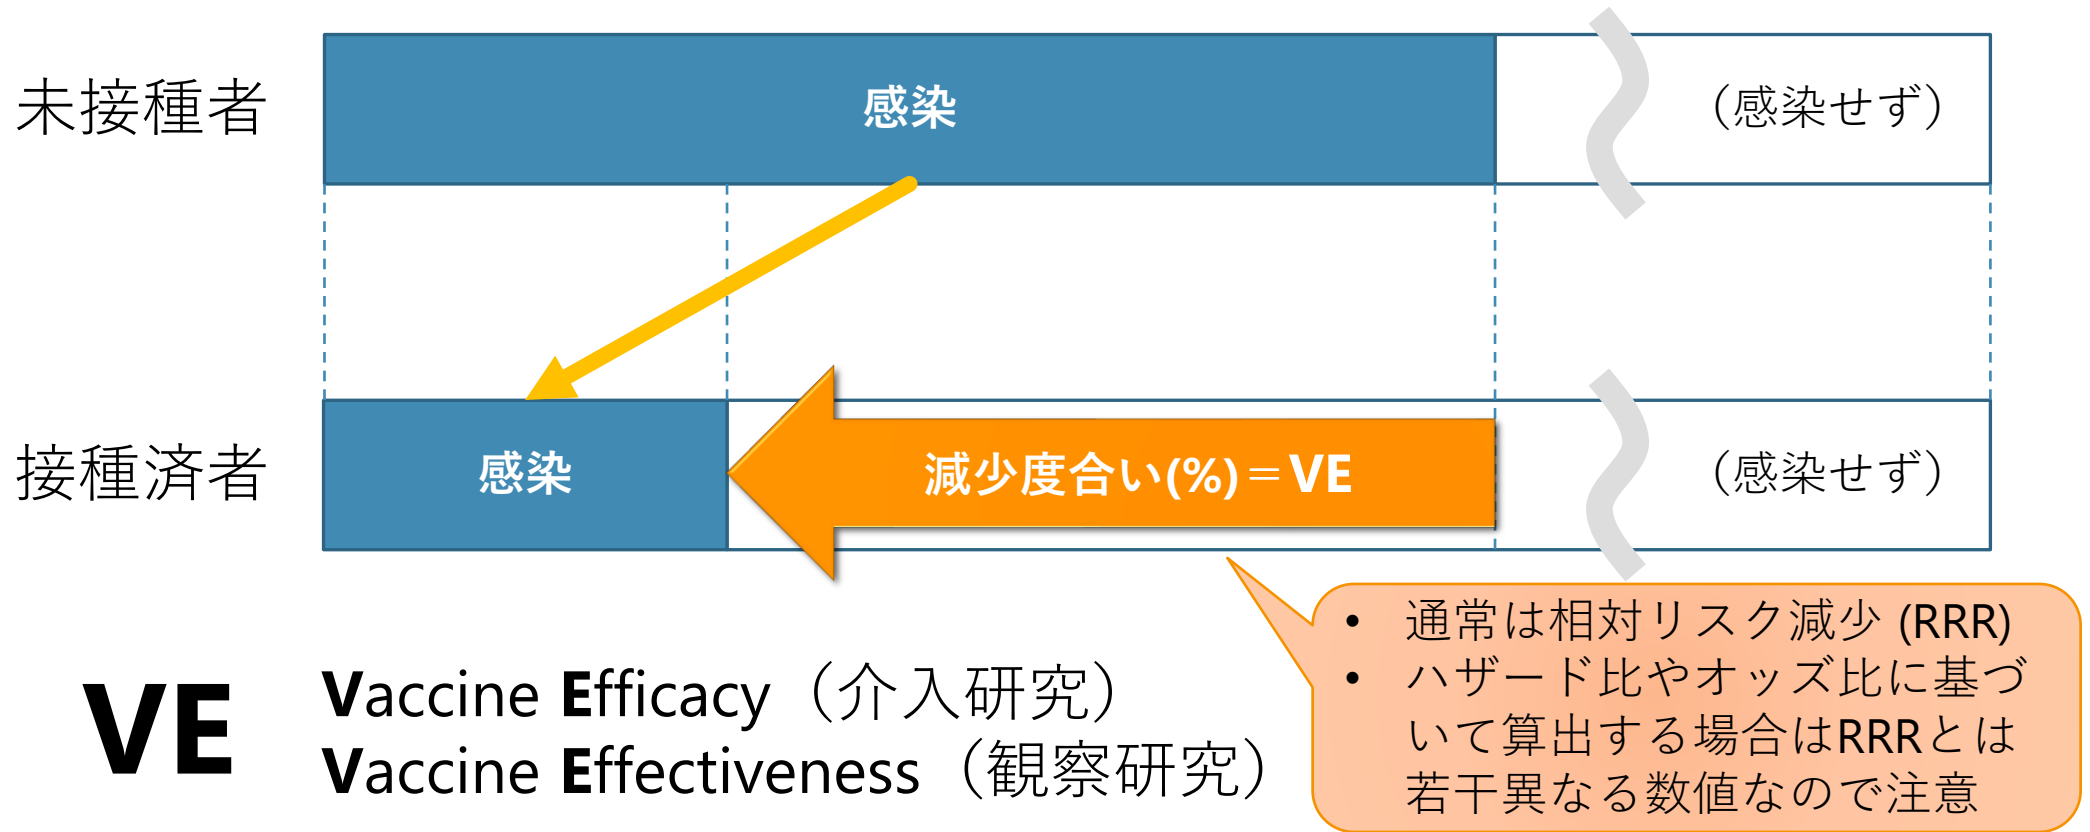 未接種者
感染
（感染せず）
接種済者
感染
減少度合い(%)＝VE
（感染せず）
• 通常は相対リスク減少 (RRR)
• ハザード比やオッズ比に基づ
いて算出する場合はRRRとは
若干異なる数値なので注意
VE
Vaccine Efficacy（介入研究）
Vaccine Effectiveness（観察研究）